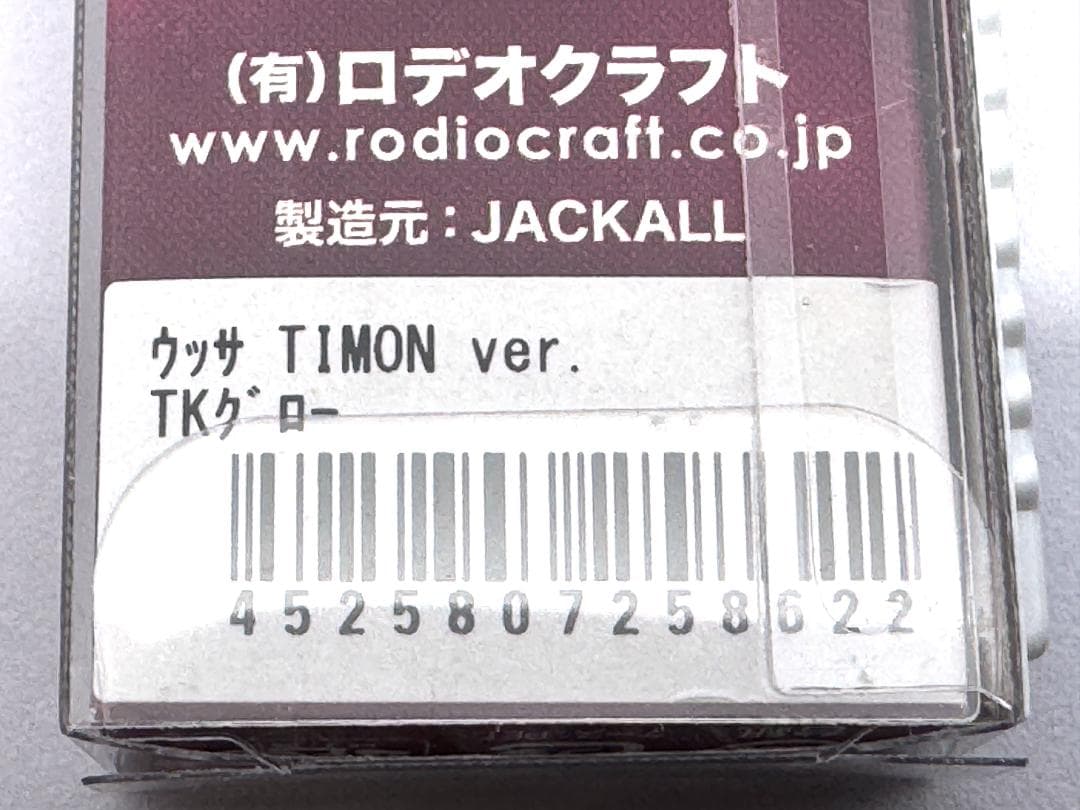 (有)ロデオクラフト
www.rodiocraft.co.jp
製造元：JACKALL
ウッサ TIMON ver.
TKグロー
4525807258622